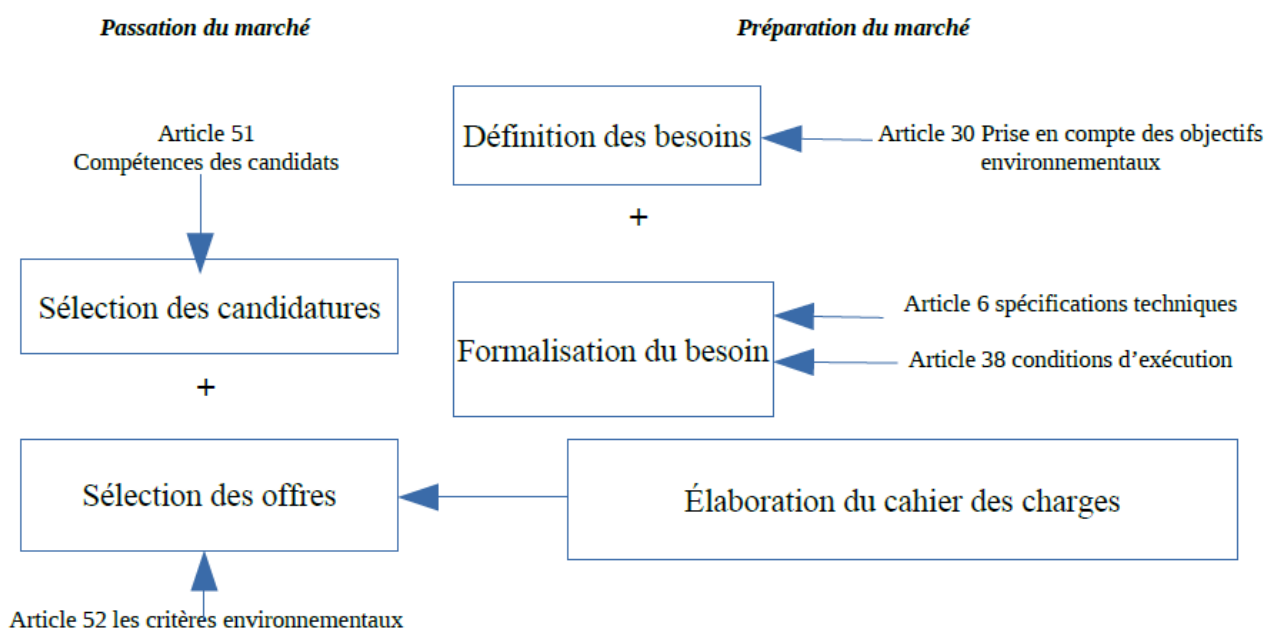 Passation du marché
Préparation du marché
Article 51
Compétences des candidats
Définition des besoins
Article 30 Prise en compte des objectifs
environnementaux
+
+
Sélection des candidatures
Formalisation du besoin
Article 6 spécifications techniques
Article 38 conditions d’exécution
Sélection des offres
Élaboration du cahier des charges
Article 52 les critères environnementaux